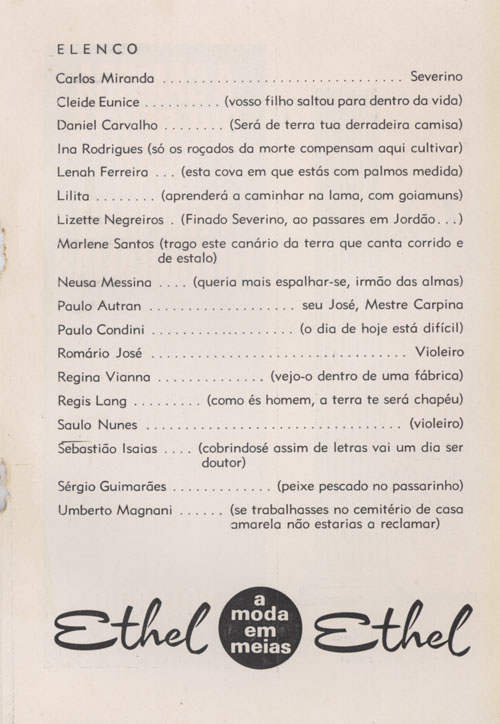 ELENCO
Carlos Miranda ................................ Severino
Cleide Eunice .......... (vosso filho saltou para dentro da vida)
Daniel Carvalho ........ (Será de terra tua derradeira camisa)
Ina Rodrigues (só os roçados da morte compensam aqui cultivar)
Lenah Ferreira ... (esta cova em que estás com palmos medida)
Lilita ........ (aprenderá a caminhar na lama, com goiamuns)
Lizette Negreiros . (Finado Severino, ao passares em Jordão...)
Marlene Santos (trago este canário da terra que canta corrido e
de estalo)
Neusa Messina .... (queria mais espalhar-se, irmão das almas)
Paulo Autran ................... seu José, Mestre Carpina
Paulo Condini ................... (o dia de hoje está difícil)
Romário José ................................. Violeiro
Regina Vianna .............. (vejo-o dentro de uma fábrica)
Regis Lang ......... (como és homem, a terra te será chapéu)
Saulo Nunes ................................. (violeiro)
Sebastião Isaias .... (cobrindosé assim de letras vai um dia ser
doutor)
Sérgio Guimarães ............. (peixe pescado no passarinho)
Umberto Magnani ...... (se trabalhasses no cemitério de casa
amarela não estarias a reclamar)
Ethel
a
moda
em
meias
Ethel